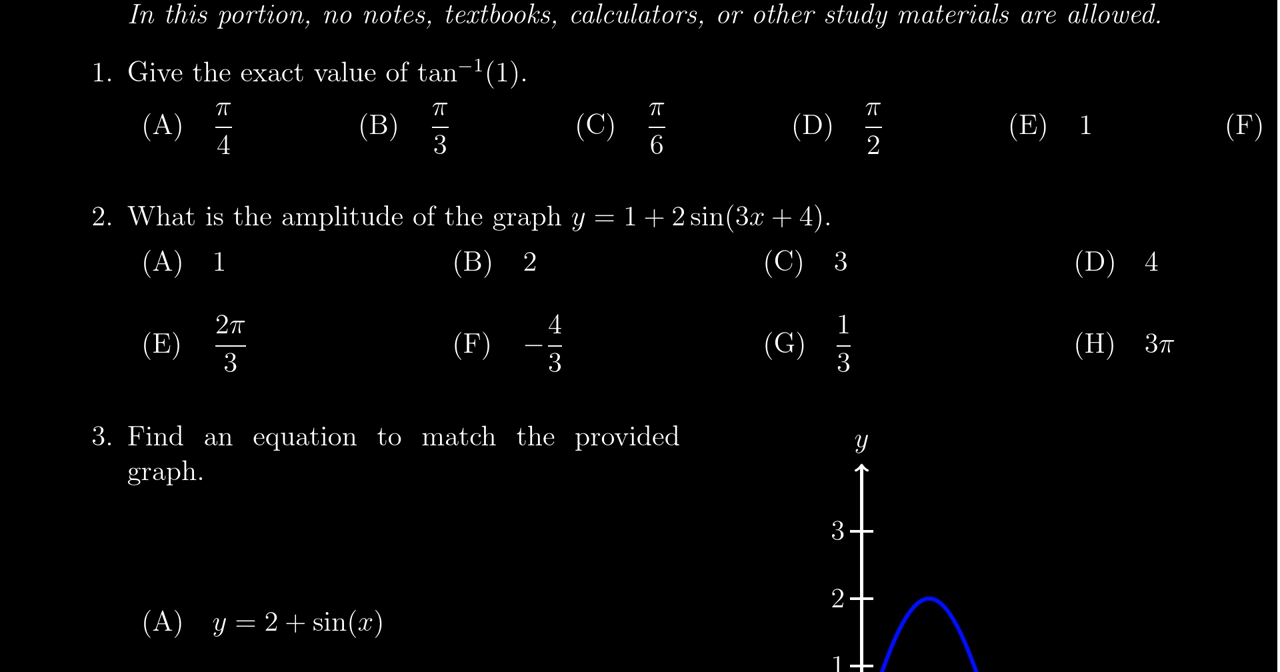 In this portion, no notes, textbooks, calculators, or other study materials are allowed.
1. Give the exact value of tan⁻¹(1).
(A) π/4 (B) π/3 (C) π/6 (D) π/2 (E) 1 (F)
2. What is the amplitude of the graph y = 1 + 2 sin(3x + 4).
(A) 1 (B) 2 (C) 3 (D) 4
(E) 2π/3 (F) −4/3 (G) 1/3 (H) 3π
3. Find an equation to match the provided
graph.
(A) y = 2 + sin(x)
y
3
2
1